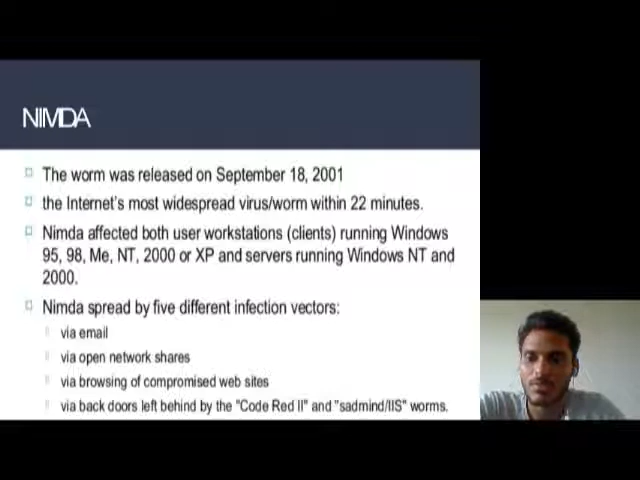 NIMDA
The worm was released on September 18, 2001
the Internet's most widespread virus/worm within 22 minutes.
Nimda affected both user workstations (clients) running Windows
95, 98, Me, NT, 2000 or XP and servers running Windows NT and
2000.
Nimda spread by five different infection vectors:
via email
via open network shares
via browsing of compromised web sites
via back doors left behind by the "Code Red II" and "sadmind/IIS" worms.